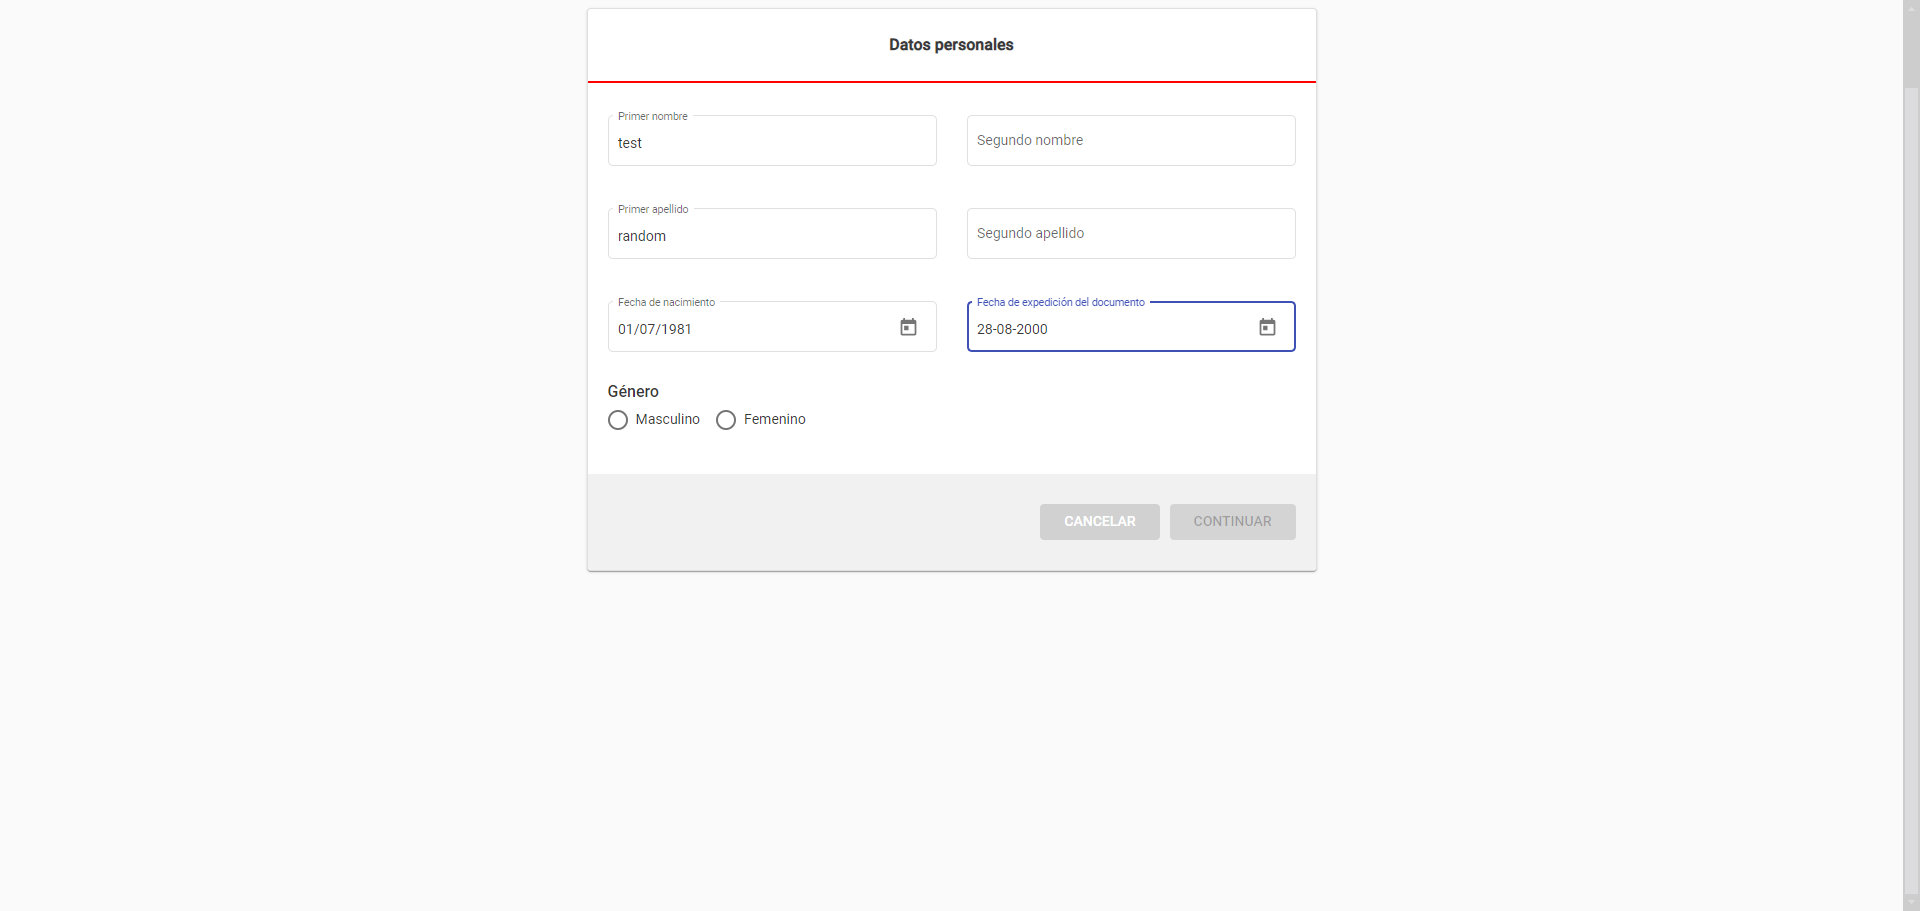 Datos personales
Primer nombre
test
Segundo nombre
Primer apellido
random
Segundo apellido
Fecha de nacimiento
01/07/1981
Fecha de expedición del documento
28-08-2000
Género
Masculino Femenino
CANCELAR CONTINUAR